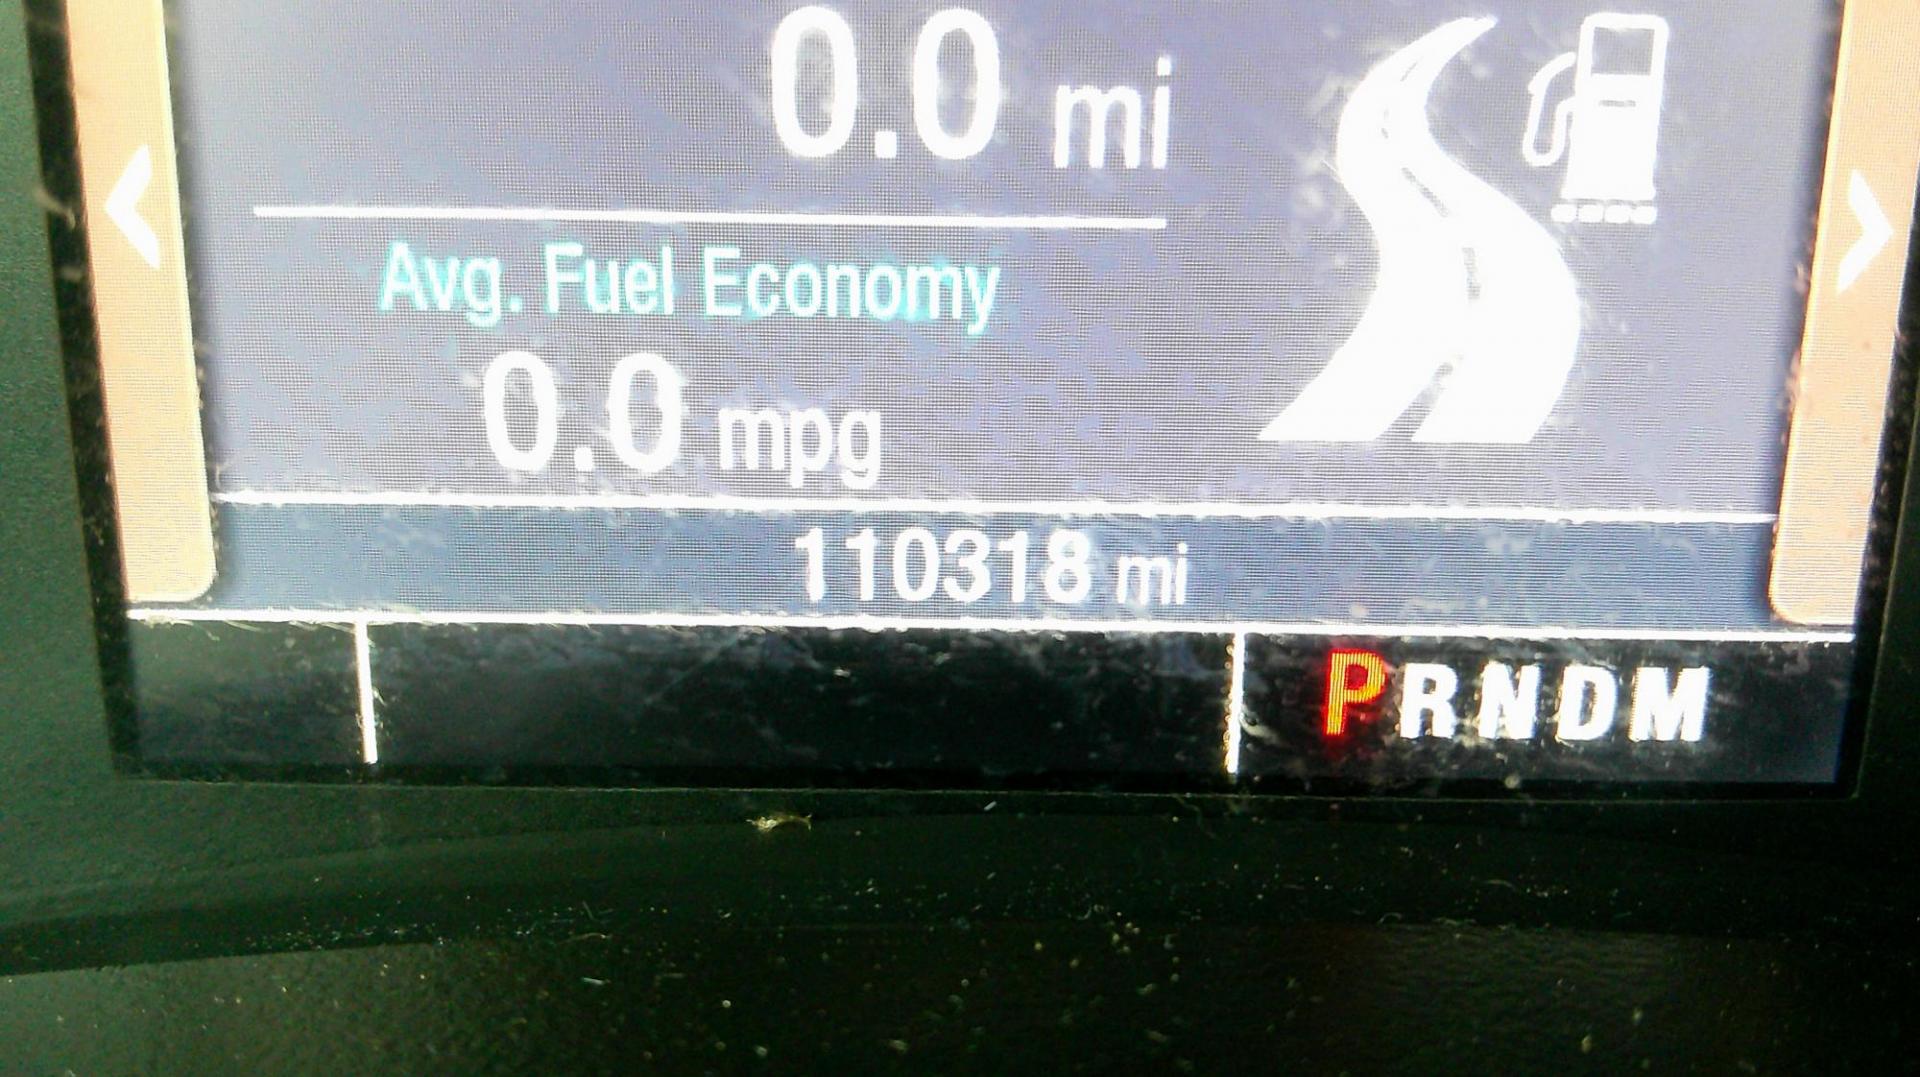 0.0 mi
Avg. Fuel Economy
0.0 mpg
110318 mi
PRNDM